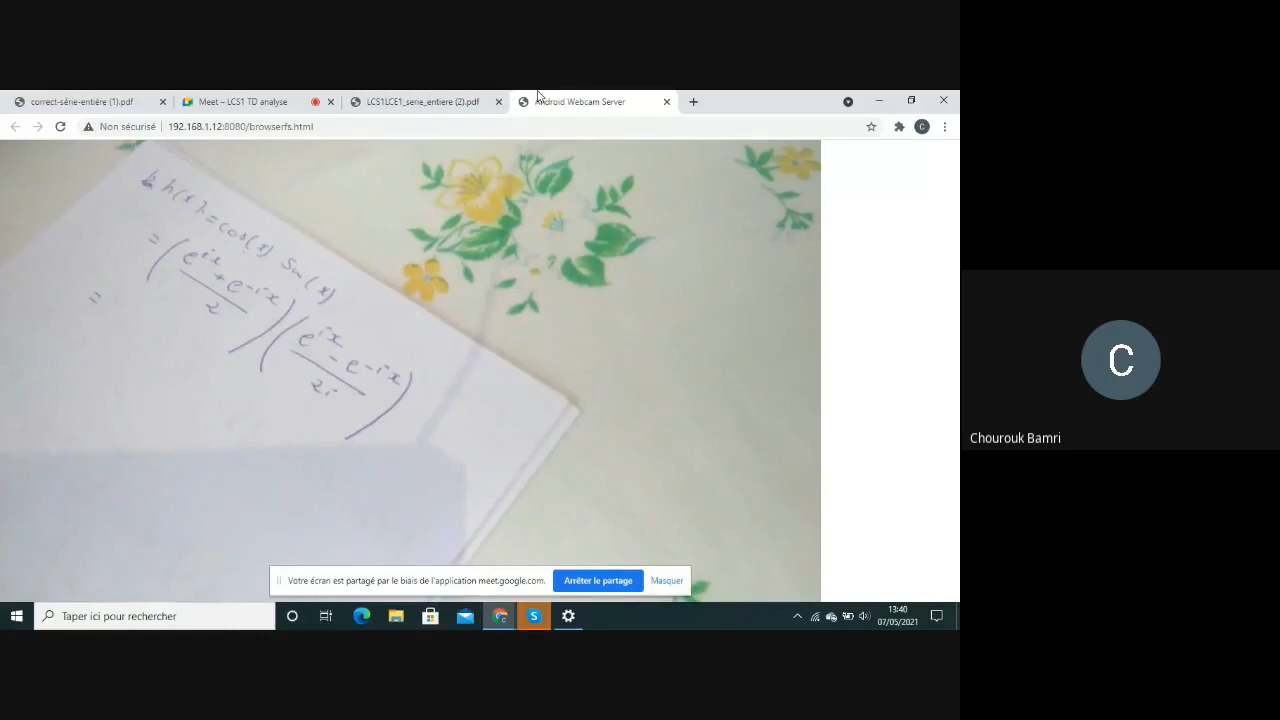 correct-série-entière (1).pdf
Meet – LCS1 TD analyse
LCS1LCE1_serie_entiere (2).pdf
Android Webcam Server
Non sécurisé
192.168.1.12:8080/browserfs.html
C
h(x) = cos(x) sin(x)
= (e^{ix} + e^{-ix} / 2)(e^{ix} - e^{-ix} / 2i)
=
C
Chourouk Bamri
Votre écran est partagé par le biais de l'application meet.google.com.
Arrêter le partage
Masquer
Taper ici pour rechercher
13:40
07/05/2021